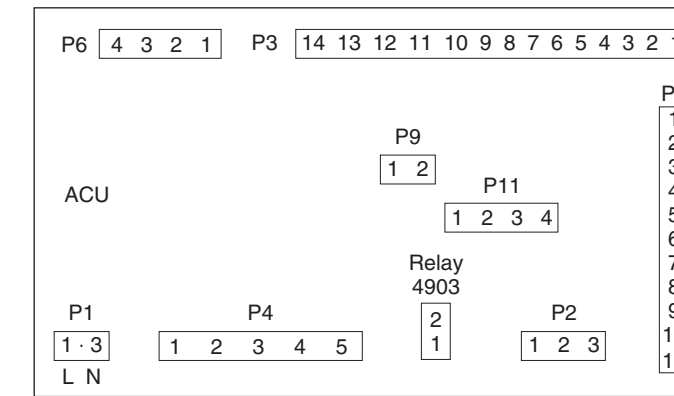 P6 4 3 2 1
P3 14 13 12 11 10 9 8 7 6 5 4 3 2
P9
1 2
P11
1 2 3 4
ACU
Relay
4903
2
1
P1
1 · 3
L N
P4
1 2 3 4 5
P2
1 2 3